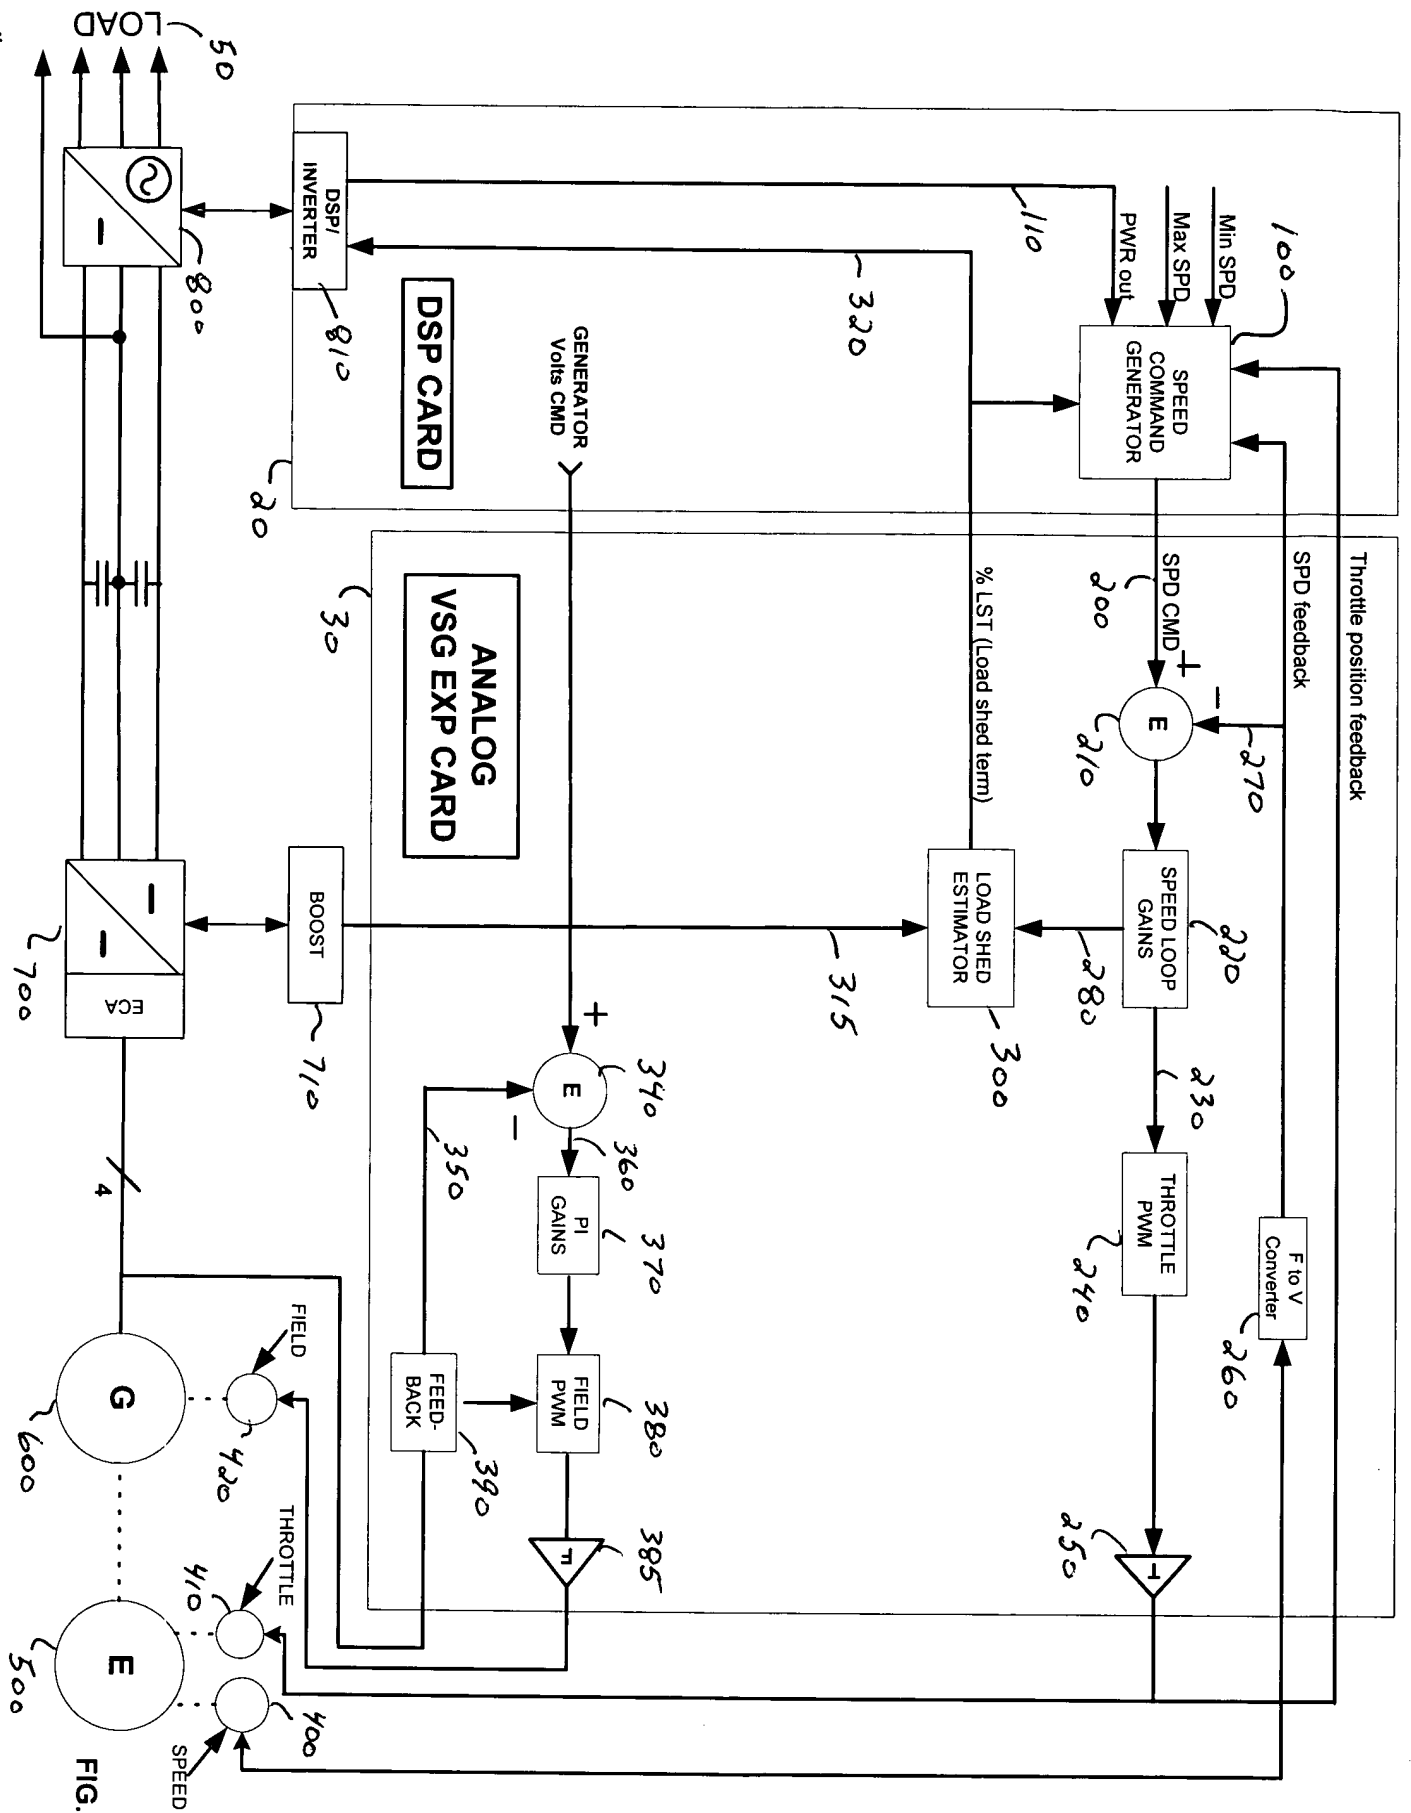 Throttle position feedback
SPD feedback
100
Min SPD
Max SPD
PWR out
110
SPEED
COMMAND
GENERATOR
SPD CMD
200
+
-
E
210
270
SPEED LOOP
GAINS
220
230
THROTTLE
PWM
240
F to V
Converter
260
T
250
320
% LST (Load shed term)
280
LOAD SHED
ESTIMATOR
300
315
GENERATOR
Volts CMD
+
-
E
340
350
360
PI
GAINS
370
FIELD
PWM
380
F
385
FEED-
BACK
390
DSP/
INVERTER
810
DSP CARD
20
ANALOG
VSG EXP CARD
30
BOOST
710
LOAD
50
800
ECA
700
4
G
600
FIELD
420
THROTTLE
410
E
500
SPEED
400
FIG.